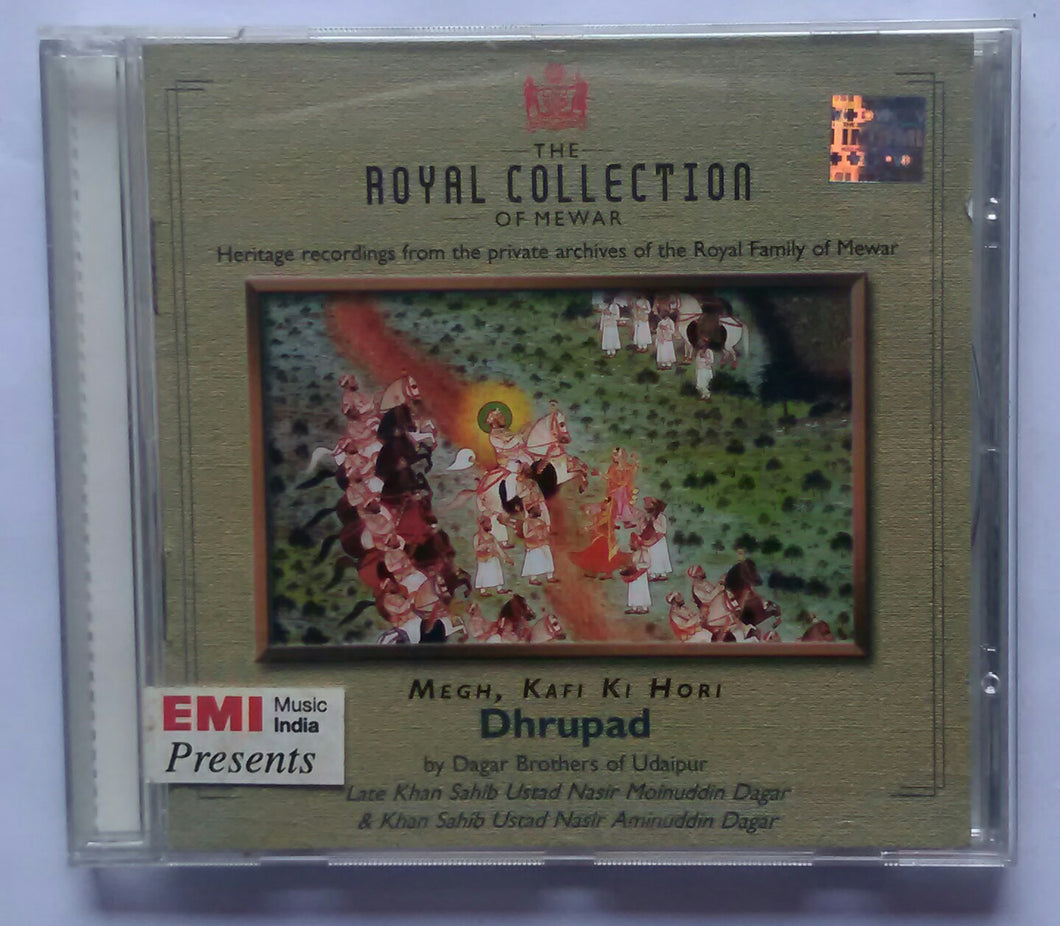 THE
ROYAL COLLECTION
OF MEWAR
Heritage recordings from the private archives of the Royal Family of Mewar
MEGH, KAFI KI HORI
Dhrupad
by Dagar Brothers of Udaipur
Late Khan Sahib Ustad Nasir Moinuddin Dagar
& Khan Sahib Ustad Nasir Aminuddin Dagar
EMI Music India
Presents